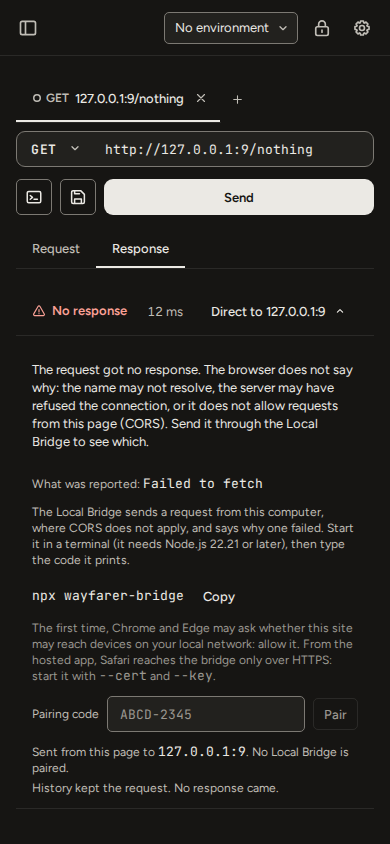 No environment
GET 127.0.0.1:9/nothing
GET http://127.0.0.1:9/nothing
Send
Request Response
No response 12 ms Direct to 127.0.0.1:9
The request got no response. The browser does not say
why: the name may not resolve, the server may have
refused the connection, or it does not allow requests
from this page (CORS). Send it through the Local
Bridge to see which.
What was reported: Failed to fetch
The Local Bridge sends a request from this computer,
where CORS does not apply, and says why one failed. Start
it in a terminal (it needs Node.js 22.21 or later), then type
the code it prints.
npx wayfarer-bridge Copy
The first time, Chrome and Edge may ask whether this site
may reach devices on your local network: allow it. From the
hosted app, Safari reaches the bridge only over HTTPS:
start it with --cert and --key.
Pairing code ABCD-2345 Pair
Sent from this page to 127.0.0.1:9. No Local Bridge is
paired.
History kept the request. No response came.